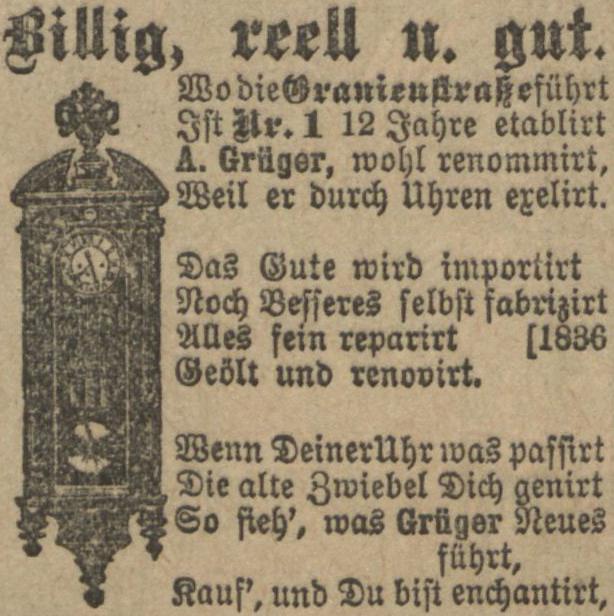 Billig, reell u. gut.
Wo die Oranienstraße führt
Ist Nr. 1 12 Jahre etablirt
A. Grüger, wohl renommirt,
Weil er durch Uhren exelirt.
Das Gute wird importirt
Noch Besseres selbst fabrizirt
Alles fein reparirt [1836
Geölt und renovirt.
Wenn Deiner Uhr was passirt
Die alte Zwiebel Dich genirt
So sieh', was Grüger Neues
führt,
Kauf', und Du bist enchantirt,